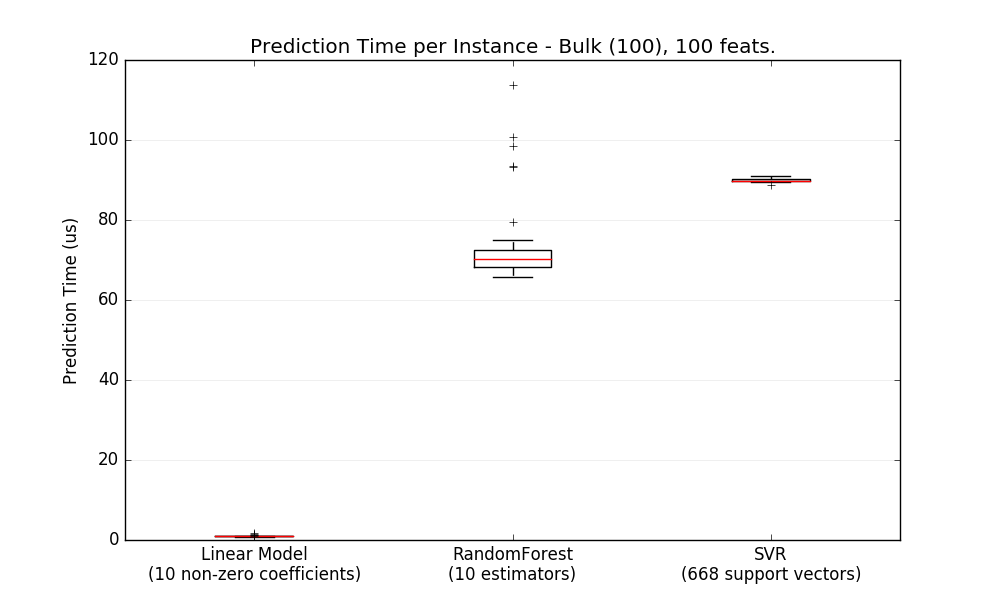 Prediction Time per Instance - Bulk (100), 100 feats.
120
100
80
60
40
20
0
Prediction Time (us)
Linear Model
(10 non-zero coefficients)
RandomForest
(10 estimators)
SVR
(668 support vectors)